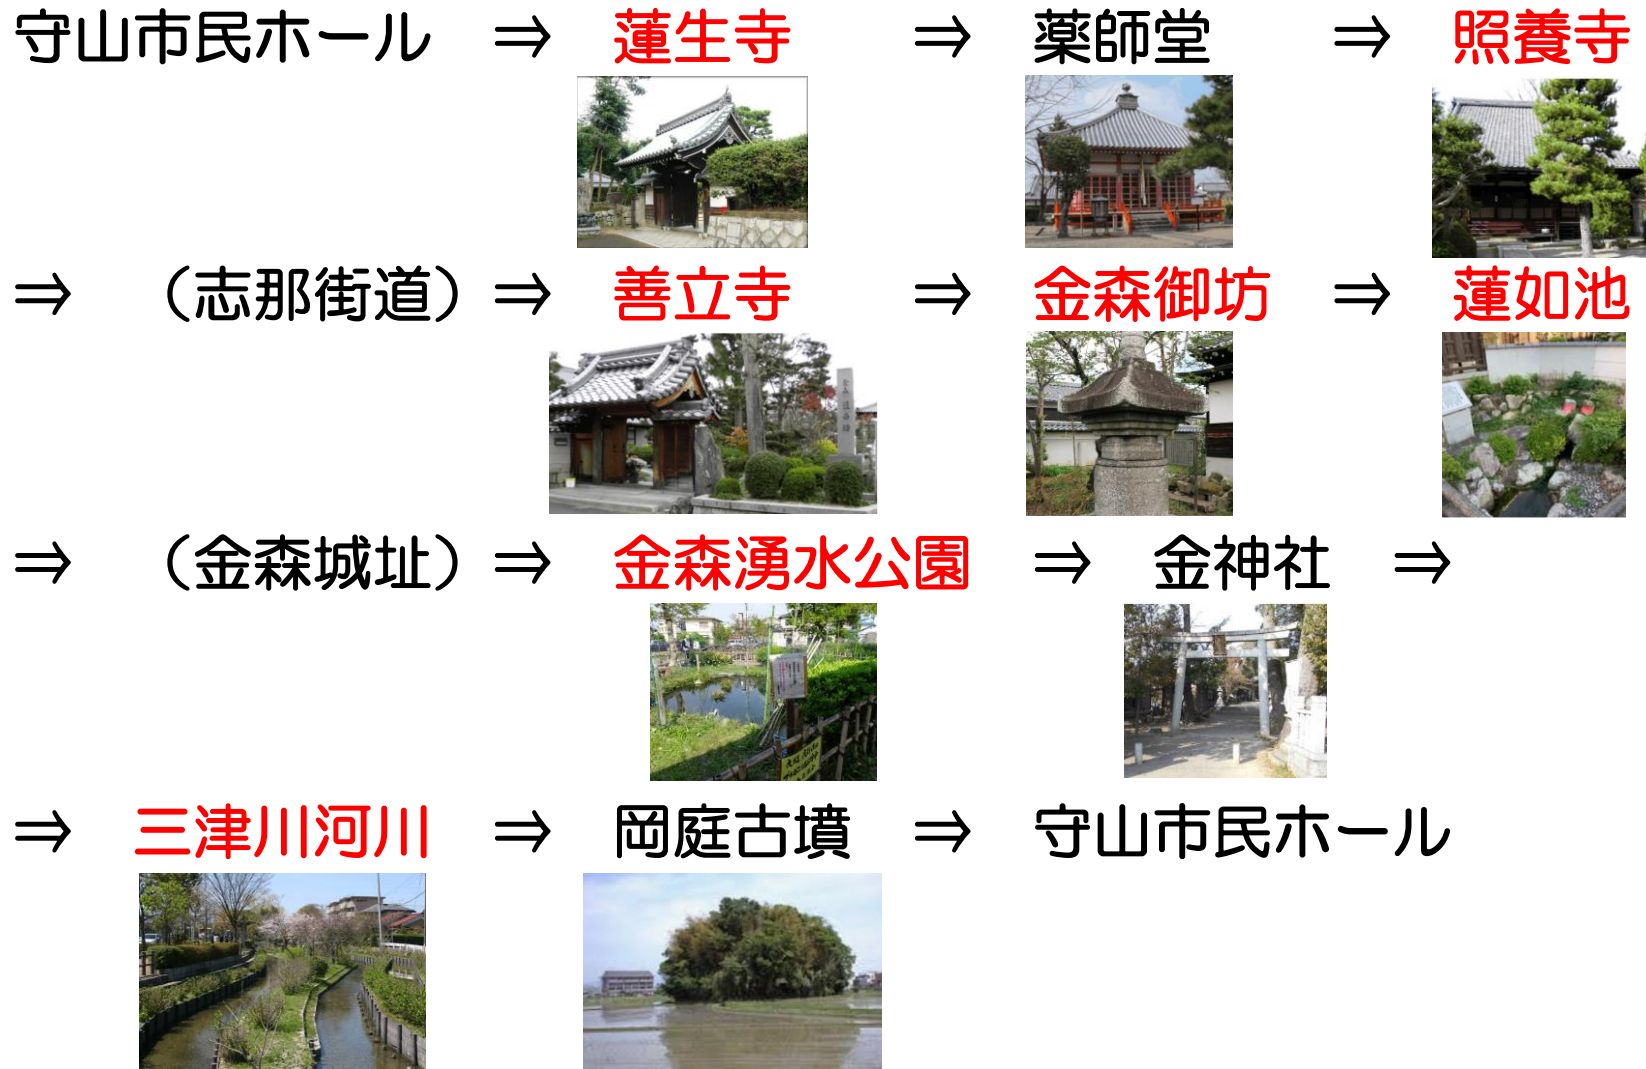 守山市民ホール ⇒ 蓮生寺 ⇒ 薬師堂 ⇒ 照養寺
⇒ （志那街道）⇒ 善立寺 ⇒ 金森御坊 ⇒ 蓮如池
⇒ （金森城址）⇒ 金森湧水公園 ⇒ 金神社 ⇒
⇒ 三津川河川 ⇒ 岡庭古墳 ⇒ 守山市民ホール